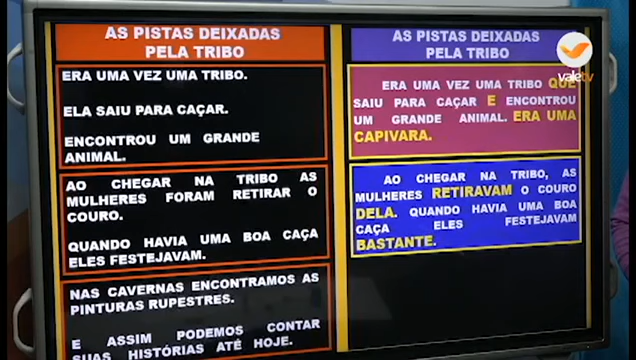 AS PISTAS DEIXADAS
PELA TRIBO
ERA UMA VEZ UMA TRIBO.
ELA SAIU PARA CAÇAR.
ENCONTROU UM GRANDE
ANIMAL.
AO CHEGAR NA TRIBO AS
MULHERES FORAM RETIRAR O
COURO.
QUANDO HAVIA UMA BOA CAÇA
ELES FESTEJAVAM.
NAS CAVERNAS ENCONTRAMOS AS
PINTURAS RUPESTRES.
E ASSIM PODEMOS CONTAR
SUAS HISTÓRIAS ATÉ HOJE.
AS PISTAS DEIXADAS
PELA TRIBO
ERA UMA VEZ UMA TRIBO QUE
SAIU PARA CAÇAR E ENCONTROU
UM GRANDE ANIMAL. ERA UMA
CAPIVARA.
AO CHEGAR NA TRIBO, AS
MULHERES RETIRAVAM O COURO
DELA. QUANDO HAVIA UMA BOA
CAÇA ELES FESTEJAVAM
BASTANTE.
valetv